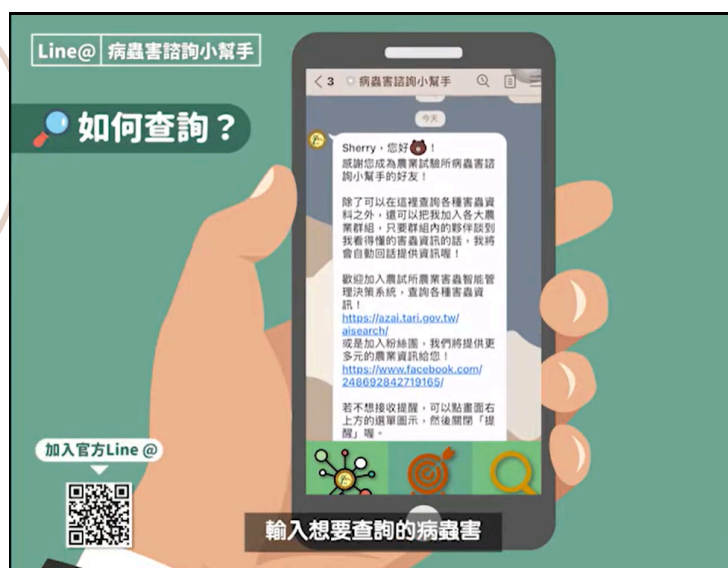 Line@ 病蟲害諮詢小幫手
如何查詢？
3 病蟲害諮詢小幫手
今天
Sherry，您好！
感謝您成為農業試驗所病蟲害諮
詢小幫手的好友！
除了可以在這裡查詢各種害蟲資
料之外，還可以把我加入各大農
業群組，只要群組內的夥伴談到
我看得懂的害蟲資訊的話，我將
會自動回話提供資訊喔！
歡迎加入農試所農業害蟲智能管
理決策系統，查詢各種害蟲資
訊！
https://azai.tari.gov.tw/
aisearch/
或是加入粉絲團，我們將提供更
多元的農業資訊給您！
https://www.facebook.com/
248692842719165/
若不想接收提醒，可以點畫面右
上方的選單圖示，然後關閉「提
醒」喔。
加入官方Line @
輸入想要查詢的病蟲害